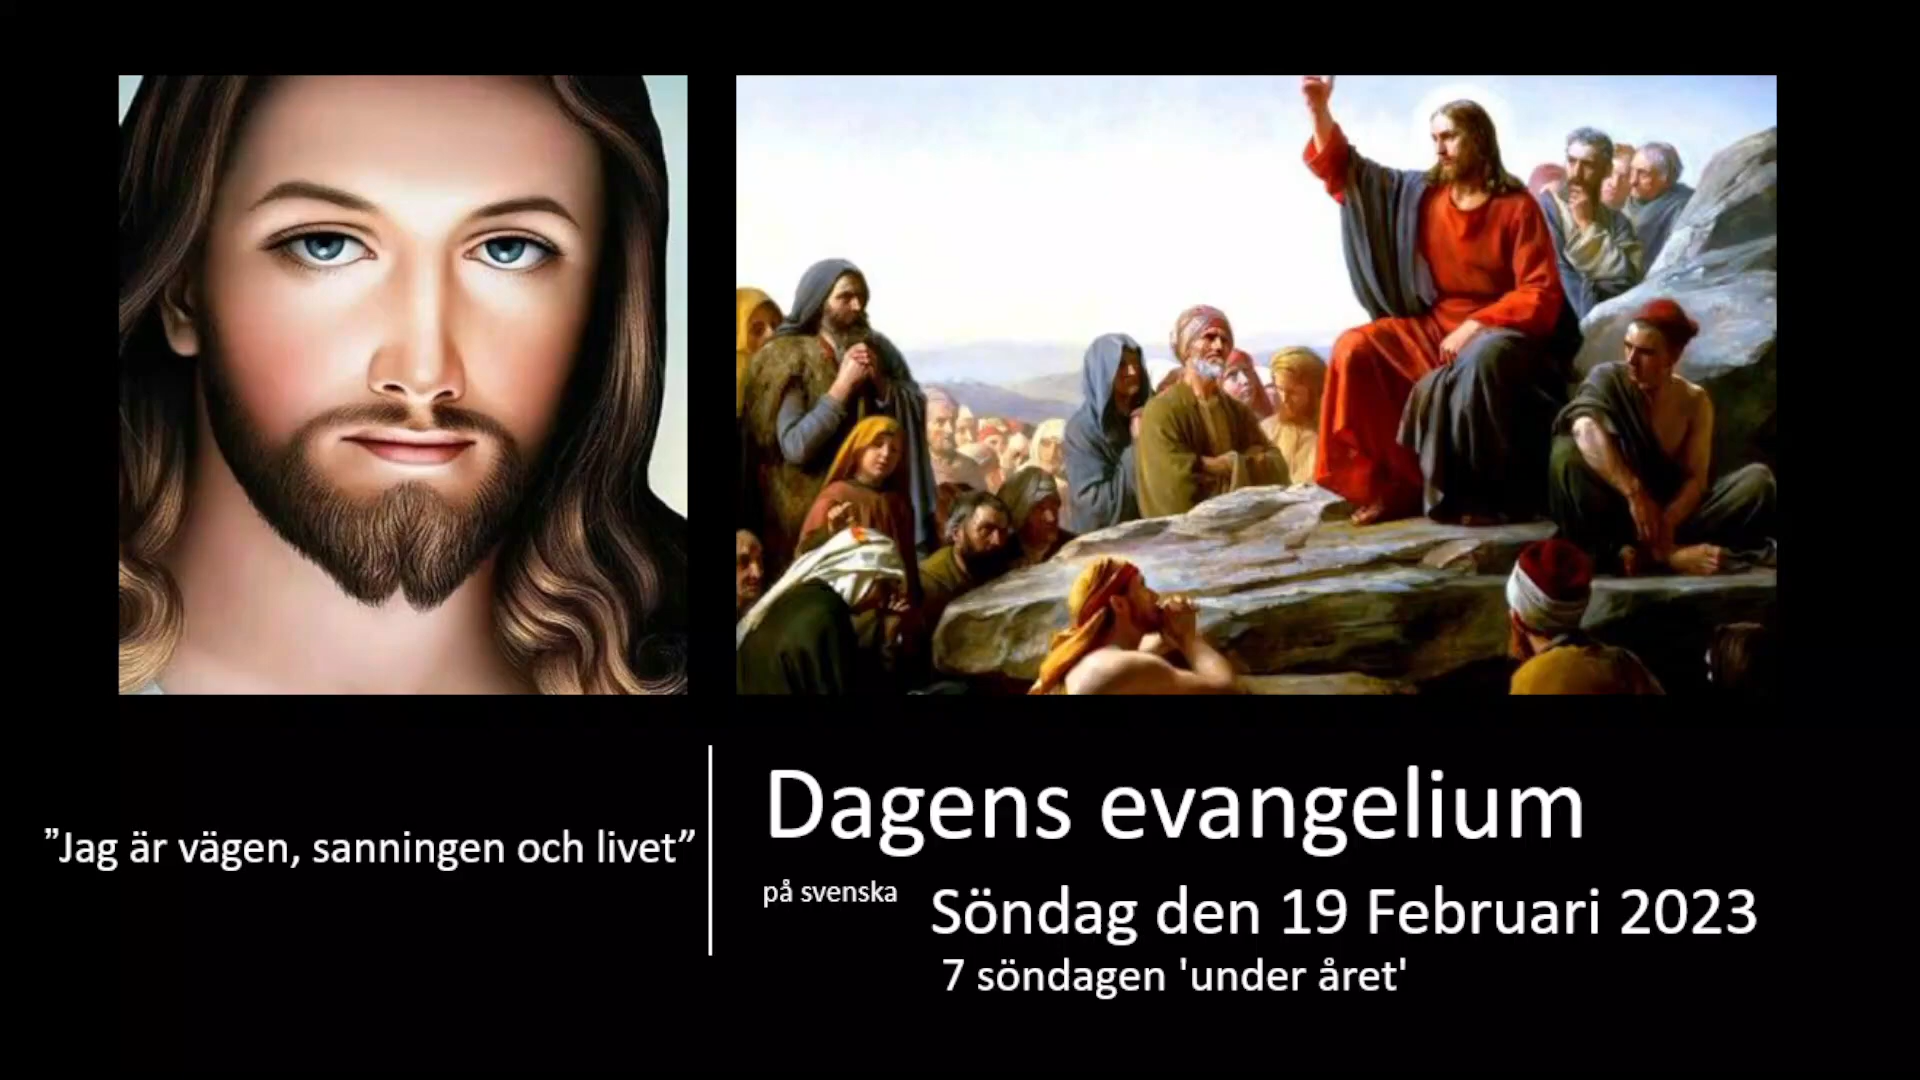 ”Jag är vägen, sanningen och livet”
Dagens evangelium
på svenska
Söndag den 19 Februari 2023
7 söndagen 'under året'